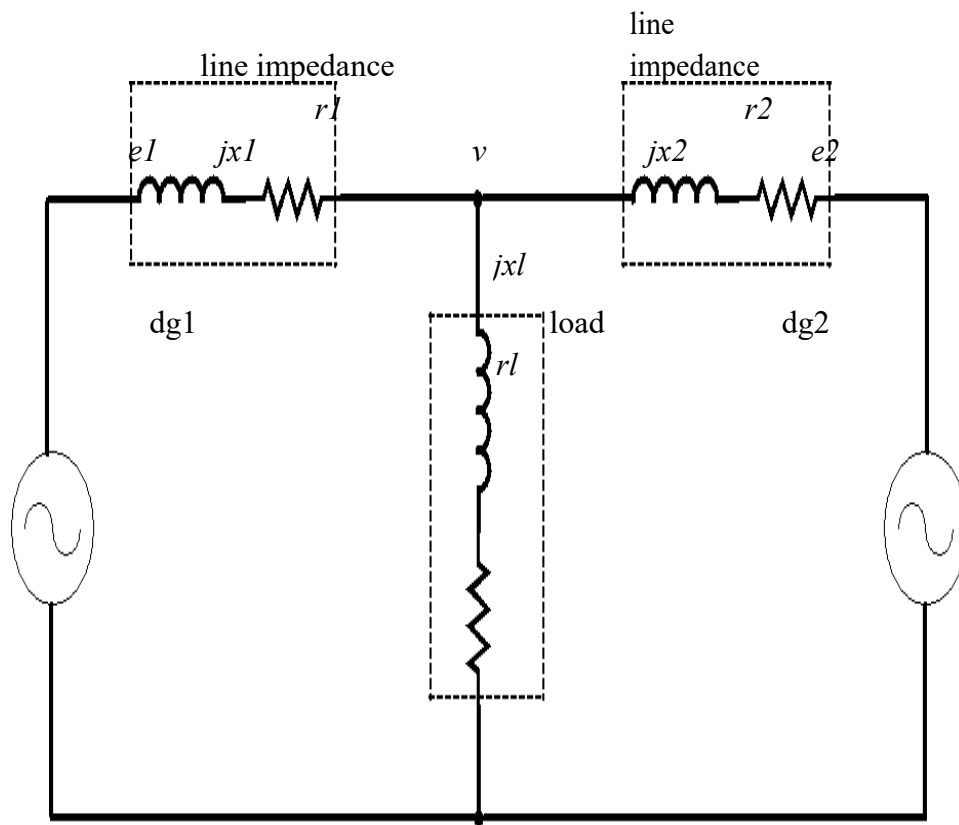 line impedance
line
impedance
r1
r2
e1
jx1
v
jx2
e2
jxl
dg1
load
dg2
rl